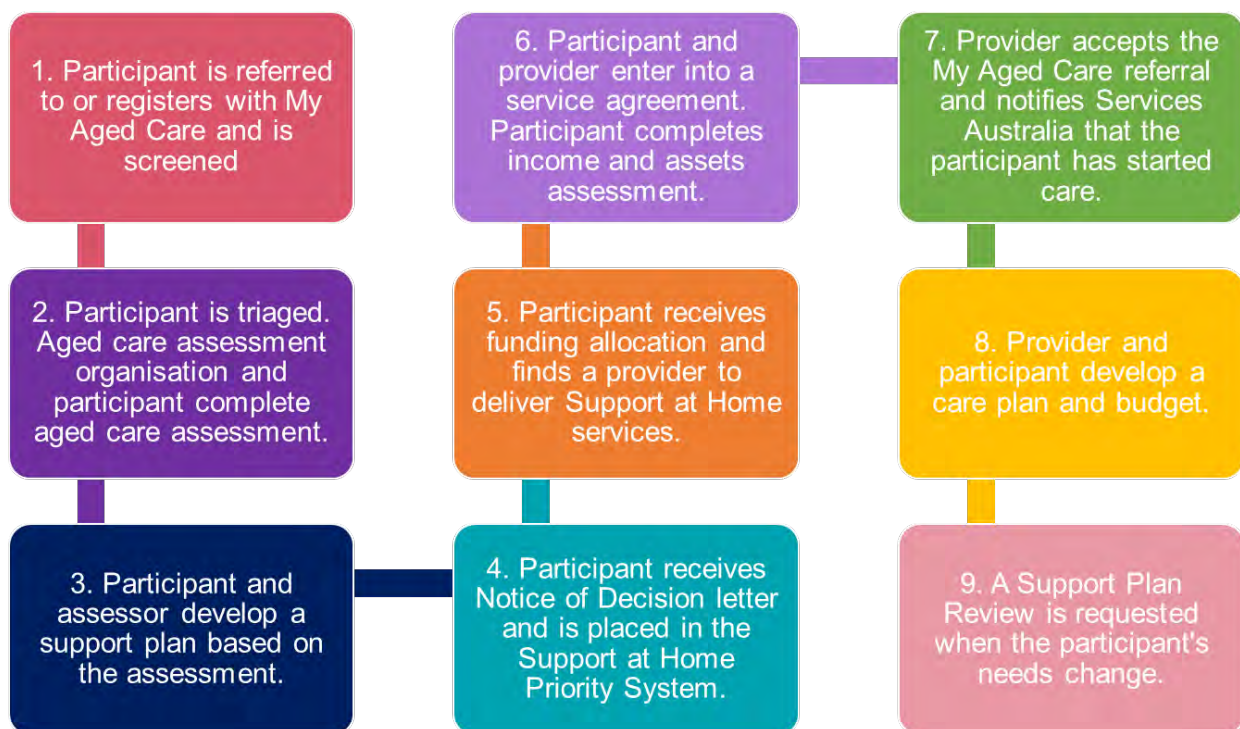 1. Participant is referred
to or registers with My
Aged Care and is
screened
2. Participant is triaged.
Aged care assessment
organisation and
participant complete
aged care assessment.
3. Participant and
assessor develop a
support plan based on
the assessment.
4. Participant receives
Notice of Decision letter
and is placed in the
Support at Home
Priority System.
5. Participant receives
funding allocation and
finds a provider to
deliver Support at Home
services.
6. Participant and
provider enter into a
service agreement.
Participant completes
income and assets
assessment.
7. Provider accepts the
My Aged Care referral
and notifies Services
Australia that the
participant has started
care.
8. Provider and
participant develop a
care plan and budget.
9. A Support Plan
Review is requested
when the participant's
needs change.